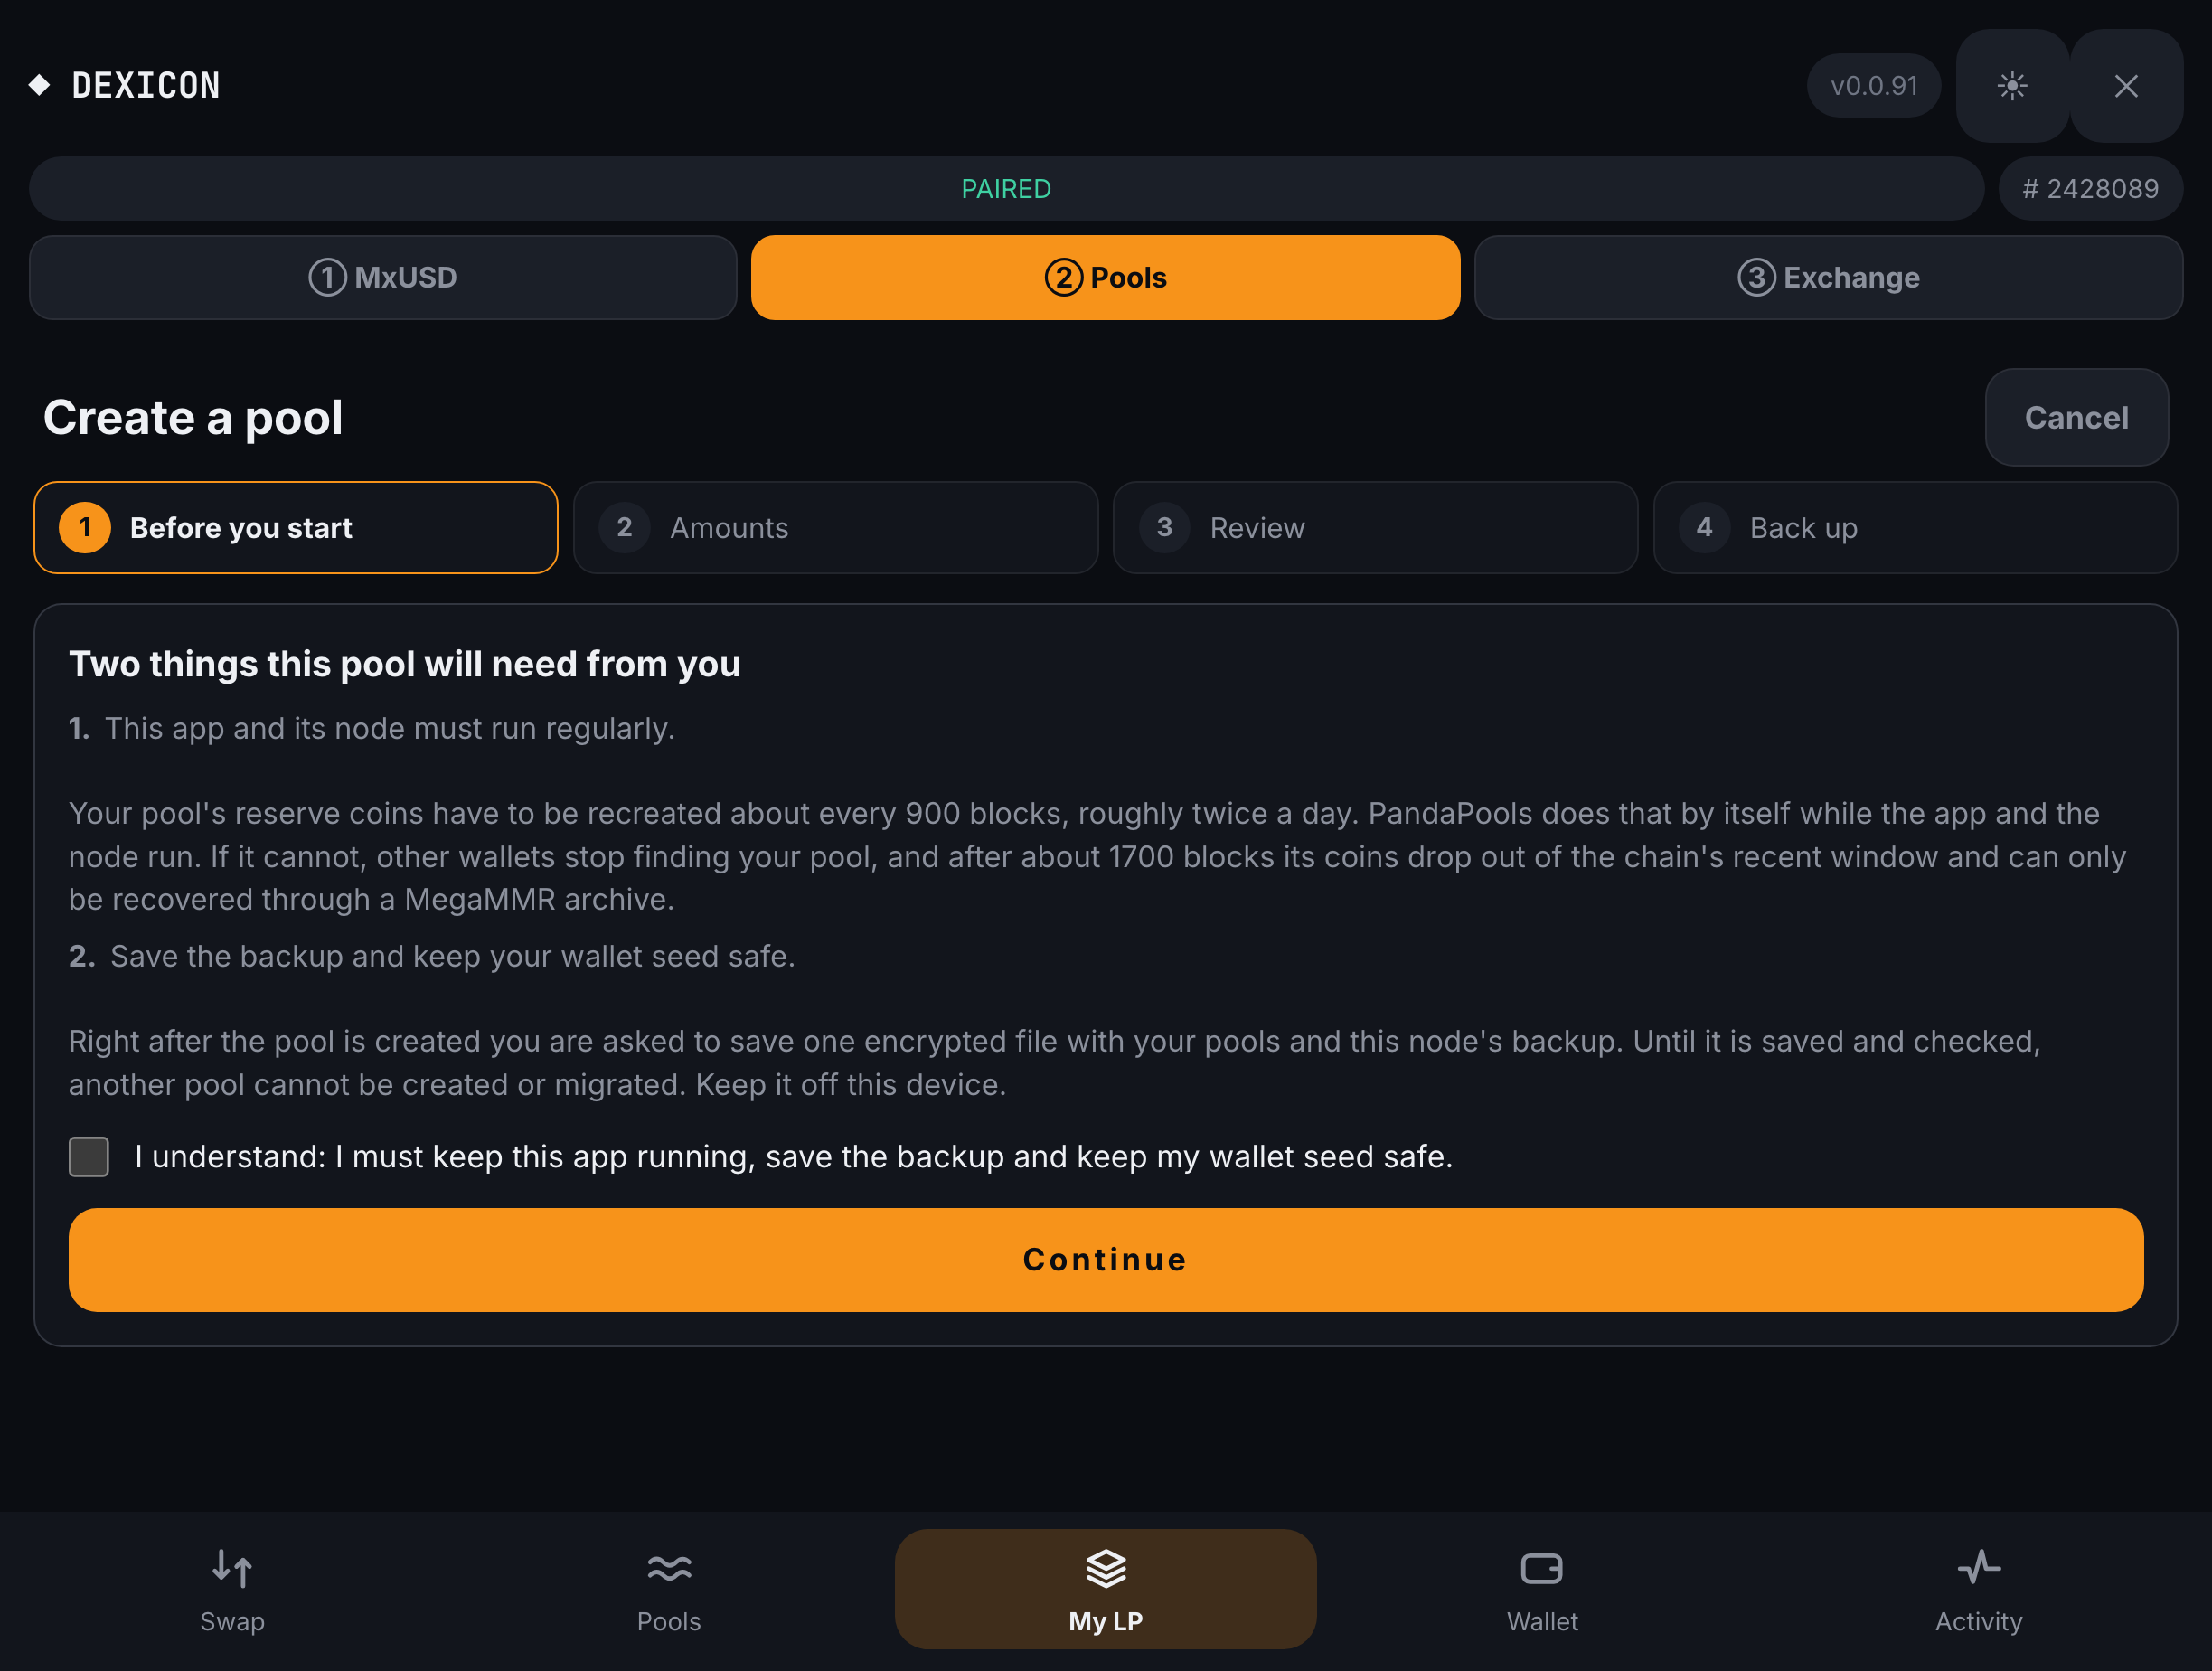 DEXICON
v0.0.91
PAIRED
# 2428089
1 MxUSD
2 Pools
3 Exchange
Create a pool
Cancel
1 Before you start
2 Amounts
3 Review
4 Back up
Two things this pool will need from you
1. This app and its node must run regularly.
Your pool's reserve coins have to be recreated about every 900 blocks, roughly twice a day. PandaPools does that by itself while the app and the
node run. If it cannot, other wallets stop finding your pool, and after about 1700 blocks its coins drop out of the chain's recent window and can only
be recovered through a MegaMMR archive.
2. Save the backup and keep your wallet seed safe.
Right after the pool is created you are asked to save one encrypted file with your pools and this node's backup. Until it is saved and checked,
another pool cannot be created or migrated. Keep it off this device.
I understand: I must keep this app running, save the backup and keep my wallet seed safe.
Continue
Swap
Pools
My LP
Wallet
Activity